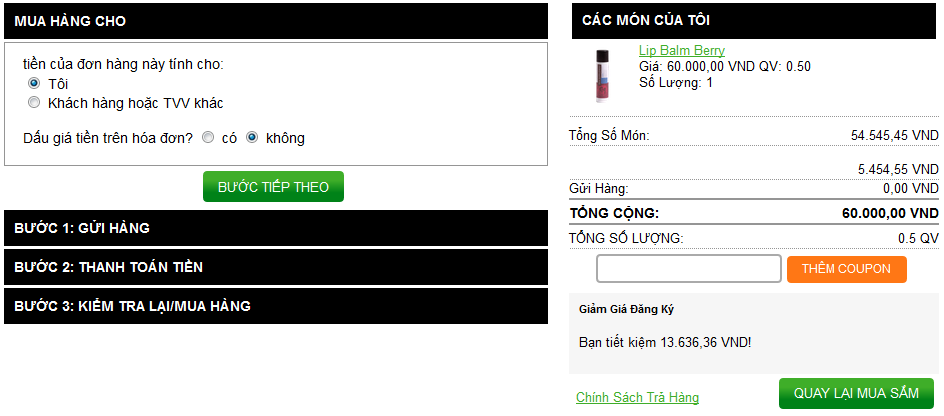 MUA HÀNG CHO
tiền của đơn hàng này tính cho:
Tôi
Khách hàng hoặc TVV khác
Dấu giá tiền trên hóa đơn? có không
BƯỚC TIẾP THEO
BƯỚC 1: GỬI HÀNG
BƯỚC 2: THANH TOÁN TIỀN
BƯỚC 3: KIỂM TRA LẠI/MUA HÀNG
CÁC MÓN CỦA TÔI
Lip Balm Berry
Giá: 60.000,00 VND QV: 0.50
Số Lượng: 1
Tổng Số Món: 54.545,45 VND
5.454,55 VND
Gửi Hàng: 0,00 VND
TỔNG CỘNG: 60.000,00 VND
TỔNG SỐ LƯỢNG: 0.5 QV
THÊM COUPON
Giảm Giá Đăng Ký
Bạn tiết kiệm 13.636,36 VND!
Chính Sách Trả Hàng
QUAY LẠI MUA SẮM